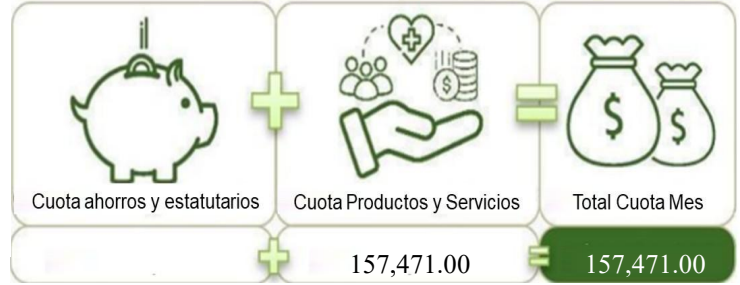 Cuota ahorros y estatutarios
Cuota Productos y Servicios
Total Cuota Mes
+ 157,471.00 = 157,471.00